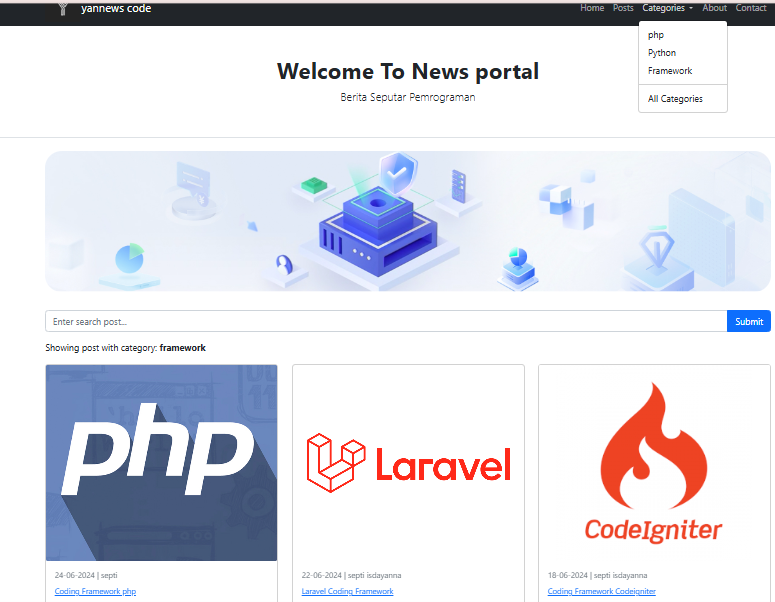 yannews code
Home Posts Categories About Contact
php
Python
Framework
All Categories
Welcome To News portal
Berita Seputar Pemrograman
Enter search post...
Submit
Showing post with category: framework
php
Laravel
CodeIgniter
24-06-2024 | septi
Coding Framework php
22-06-2024 | septi isdayanna
Laravel Coding Framework
18-06-2024 | septi isdayanna
Coding Framework Codeigniter